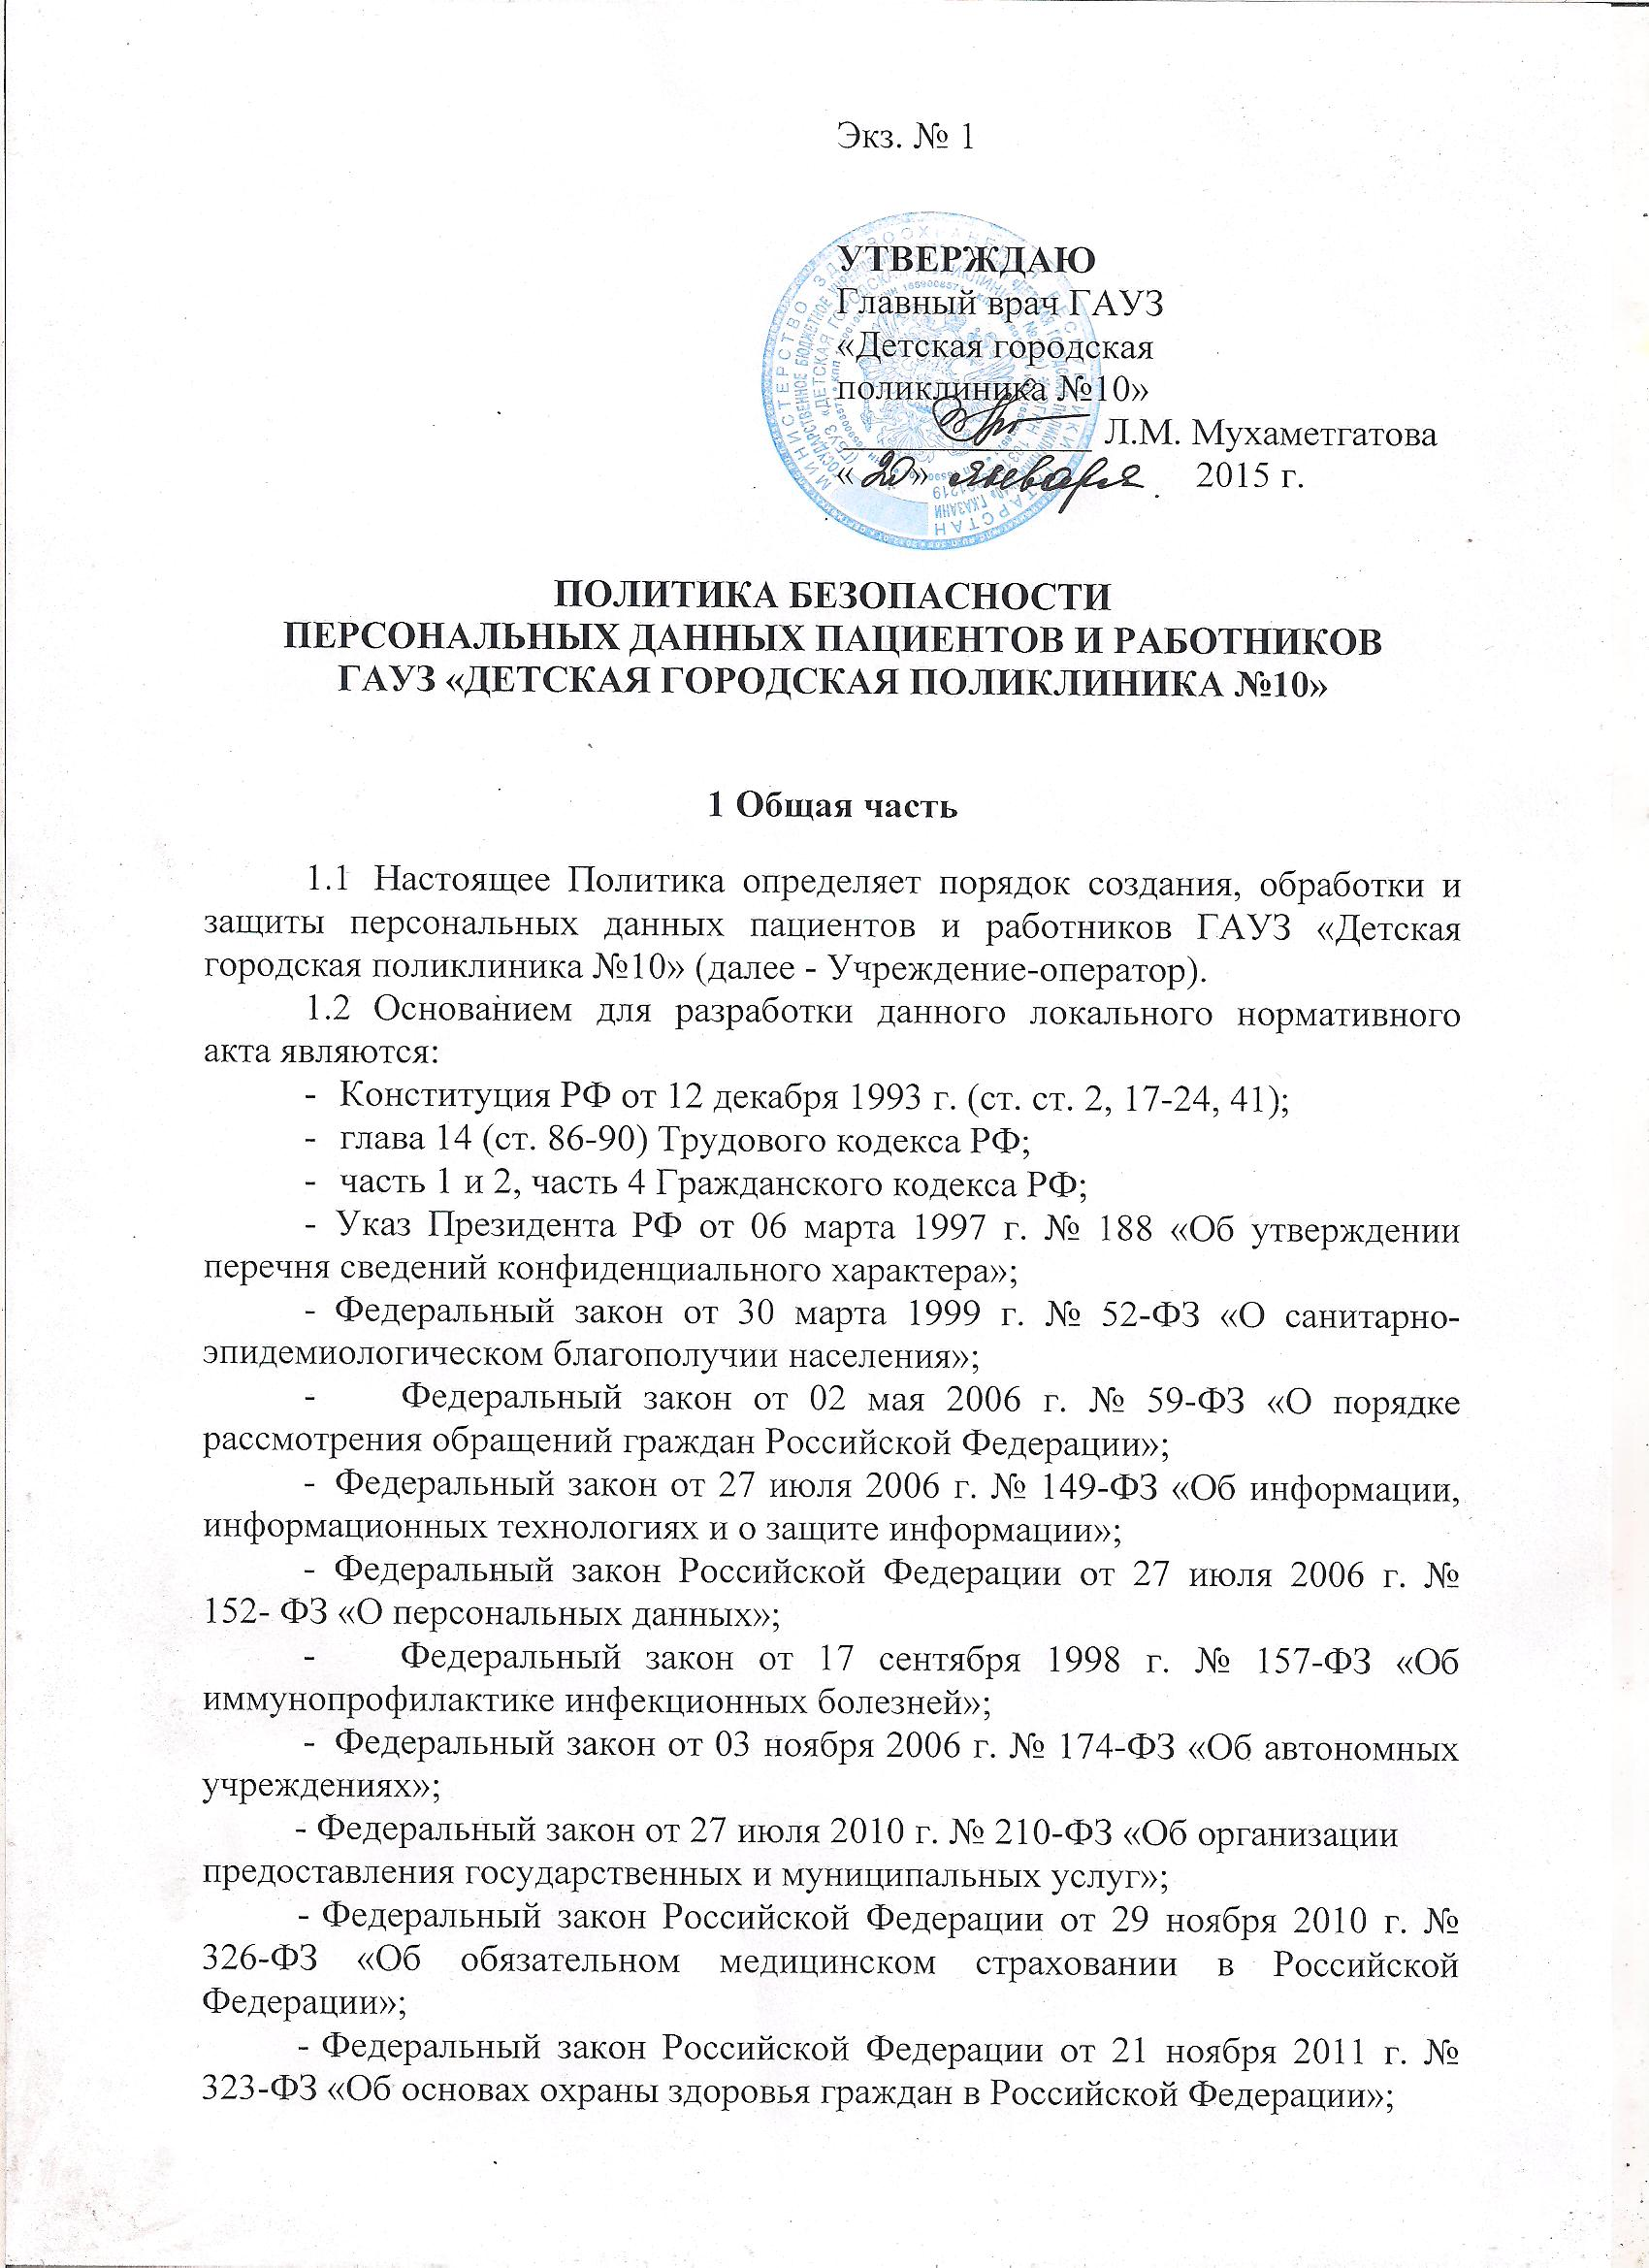 Экз. № 1
УТВЕРЖДАЮ
Главный врач ГАУЗ
«Детская городская
поликлиника №10»
Л.М. Мухаметгатова
«20» января 2015 г.
ПОЛИТИКА БЕЗОПАСНОСТИ
ПЕРСОНАЛЬНЫХ ДАННЫХ ПАЦИЕНТОВ И РАБОТНИКОВ
ГАУЗ «ДЕТСКАЯ ГОРОДСКАЯ ПОЛИКЛИНИКА №10»
1 Общая часть
1.1 Настоящее Политика определяет порядок создания, обработки и
защиты персональных данных пациентов и работников ГАУЗ «Детская
городская поликлиника №10» (далее - Учреждение-оператор).
1.2 Основанием для разработки данного локального нормативного
акта являются:
- Конституция РФ от 12 декабря 1993 г. (ст. ст. 2, 17-24, 41);
- глава 14 (ст. 86-90) Трудового кодекса РФ;
- часть 1 и 2, часть 4 Гражданского кодекса РФ;
- Указ Президента РФ от 06 марта 1997 г. № 188 «Об утверждении
перечня сведений конфиденциального характера»;
- Федеральный закон от 30 марта 1999 г. № 52-ФЗ «О санитарно-
эпидемиологическом благополучии населения»;
- Федеральный закон от 02 мая 2006 г. № 59-ФЗ «О порядке
рассмотрения обращений граждан Российской Федерации»;
- Федеральный закон от 27 июля 2006 г. № 149-ФЗ «Об информации,
информационных технологиях и о защите информации»;
- Федеральный закон Российской Федерации от 27 июля 2006 г. №
152- ФЗ «О персональных данных»;
- Федеральный закон от 17 сентября 1998 г. № 157-ФЗ «Об
иммунопрофилактике инфекционных болезней»;
- Федеральный закон от 03 ноября 2006 г. № 174-ФЗ «Об автономных
учреждениях»;
- Федеральный закон от 27 июля 2010 г. № 210-ФЗ «Об организации
предоставления государственных и муниципальных услуг»;
- Федеральный закон Российской Федерации от 29 ноября 2010 г. №
326-ФЗ «Об обязательном медицинском страховании в Российской
Федерации»;
- Федеральный закон Российской Федерации от 21 ноября 2011 г. №
323-ФЗ «Об основах охраны здоровья граждан в Российской Федерации»;